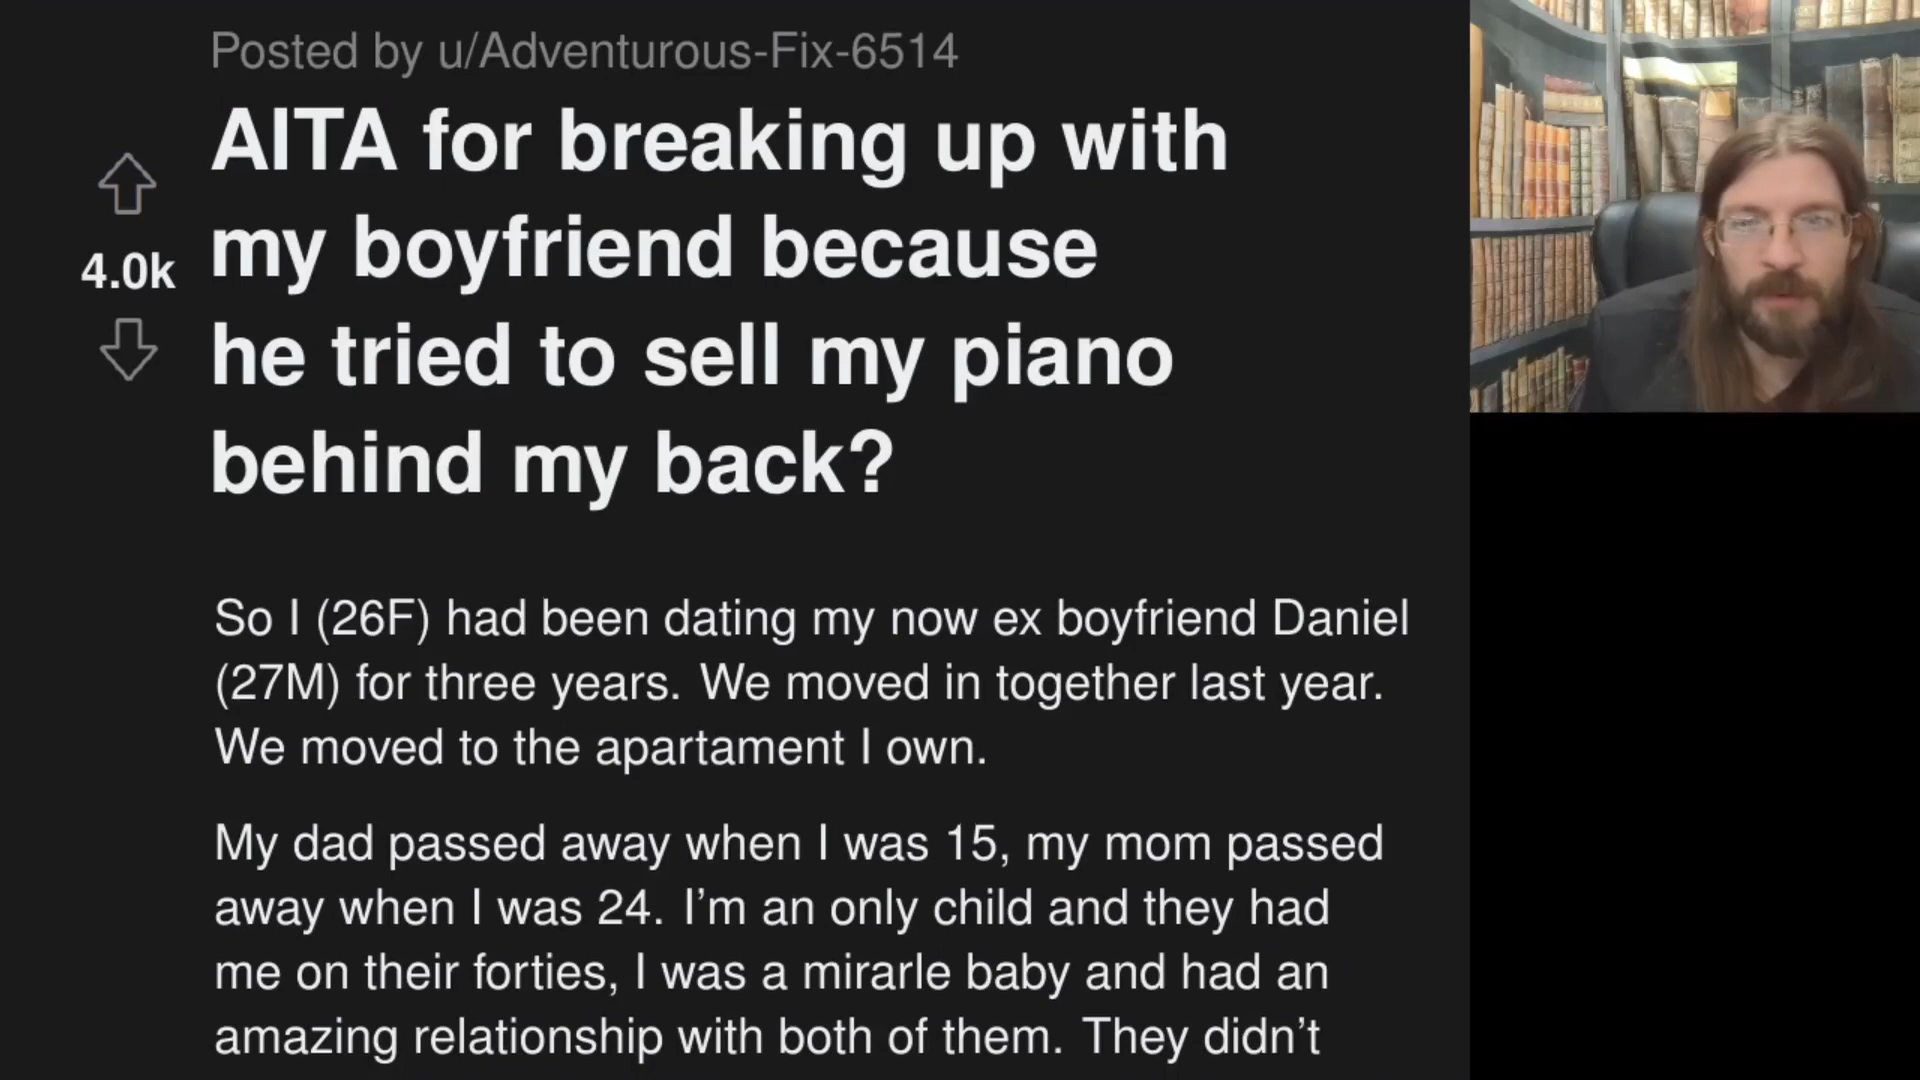 Posted by u/Adventurous-Fix-6514
AITA for breaking up with
my boyfriend because
he tried to sell my piano
behind my back?
4.0k
So I (26F) had been dating my now ex boyfriend Daniel
(27M) for three years. We moved in together last year.
We moved to the apartament I own.
My dad passed away when I was 15, my mom passed
away when I was 24. I’m an only child and they had
me on their forties, I was a mirarle baby and had an
amazing relationship with both of them. They didn’t